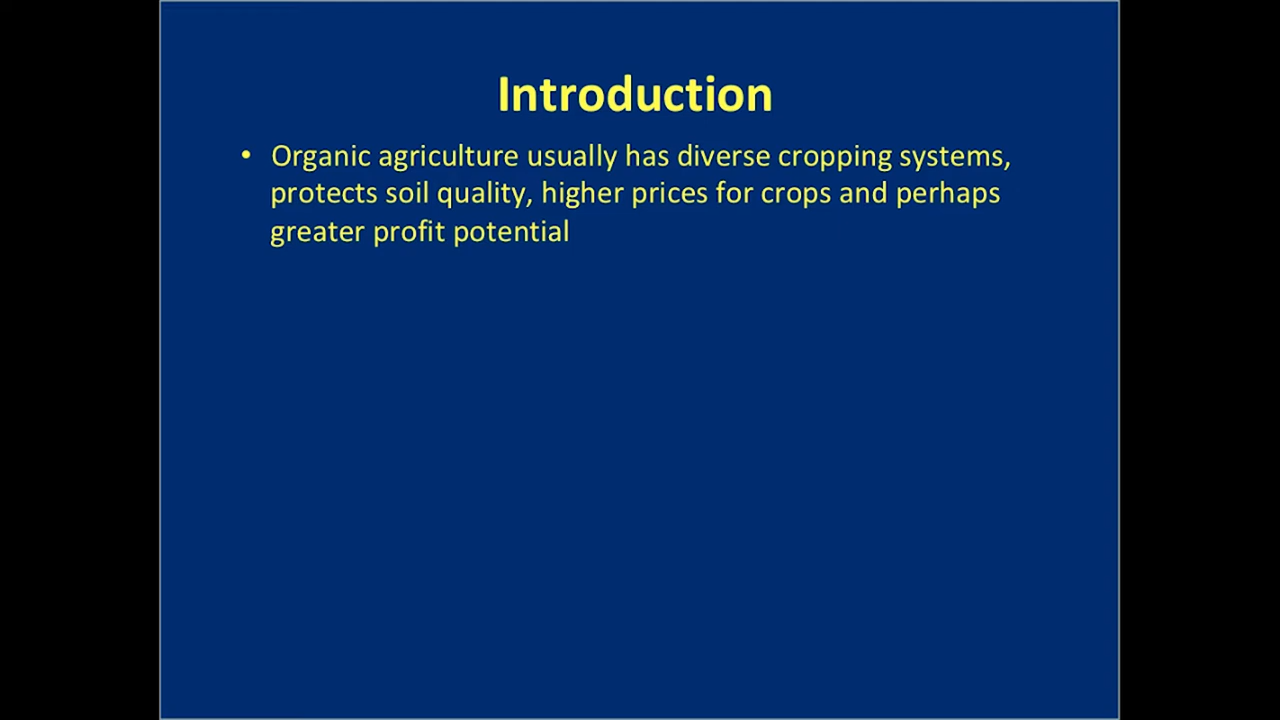 Introduction
• Organic agriculture usually has diverse cropping systems,
protects soil quality, higher prices for crops and perhaps
greater profit potential